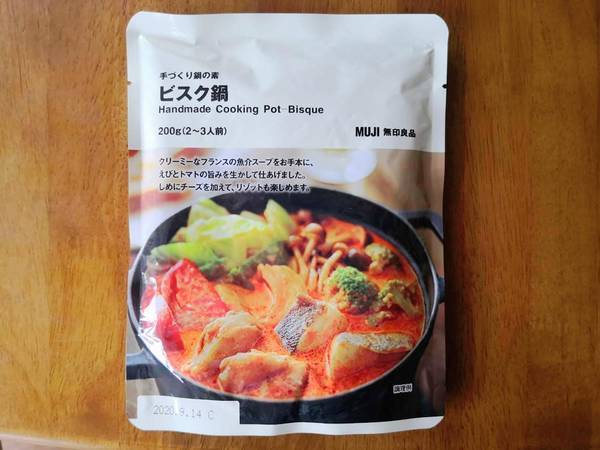 手づくり鍋の素
ビスク鍋
Handmade Cooking Pot-Bisque
200g(2〜3人前)
MUJI 無印良品
クリーミーなフランスの魚介スープをお手本に、
えびとトマトの旨みを生かして仕あげました。
しめにチーズを加えて、リゾットも楽しめます。
調理例
2020.9.14 C